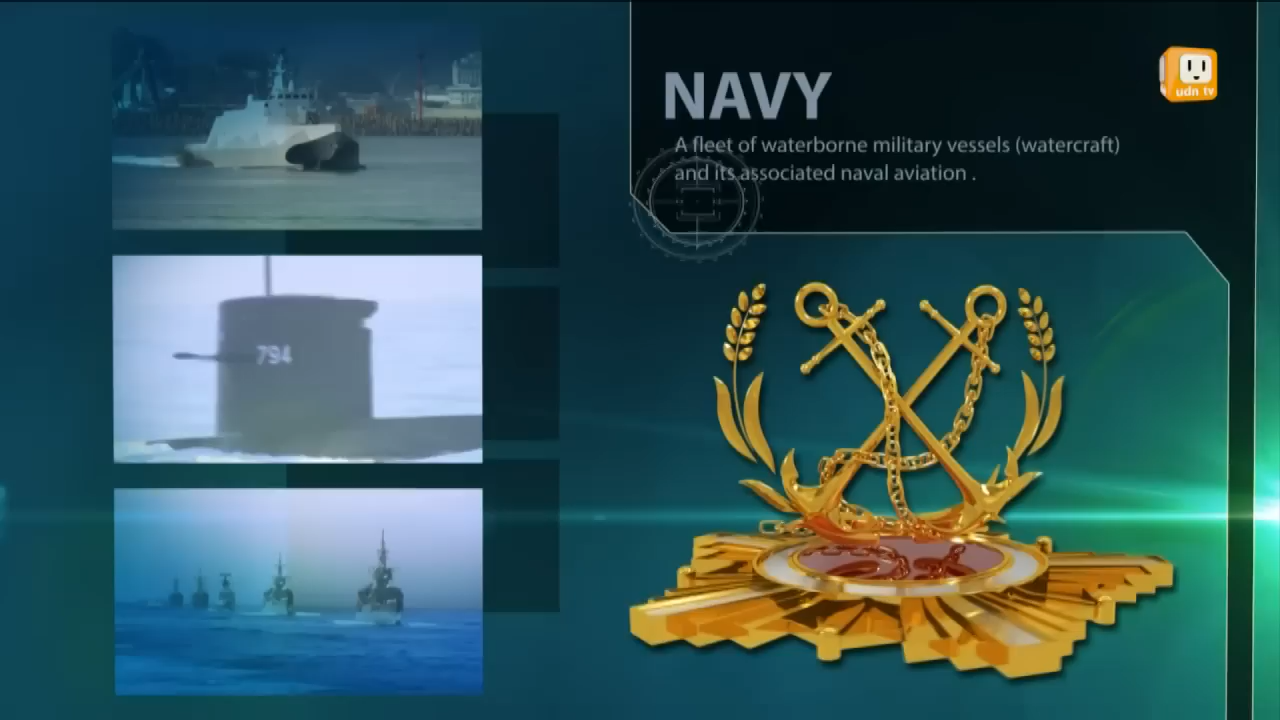 NAVY
A fleet of waterborne military vessels (watercraft)
and its associated naval aviation .
udn tv
794